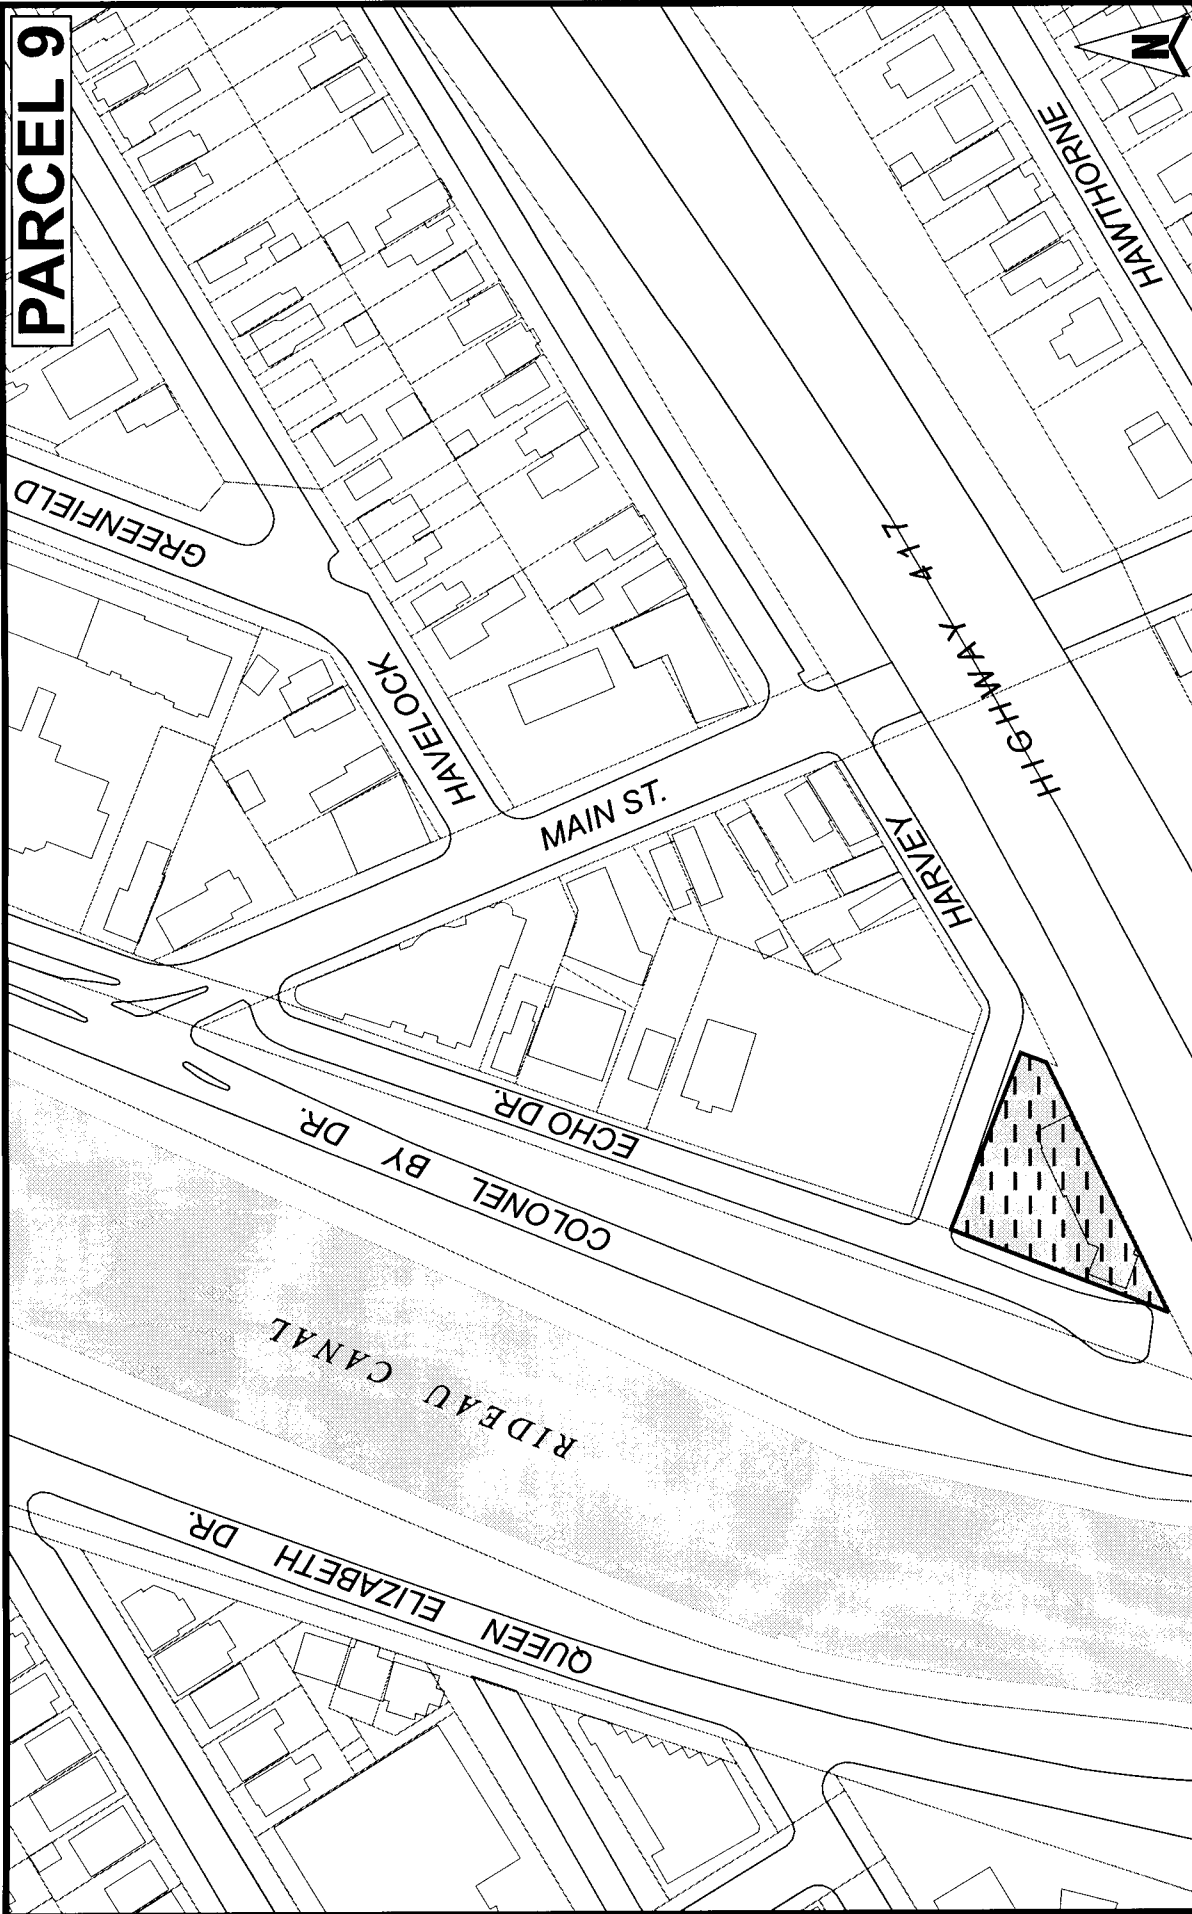 PARCEL 9
N
GREENFIELD
HAVELOCK
MAIN ST.
HAWTHORNE
HIGHWAY 417
HARVEY
ECHO DR.
COLONEL BY DR.
RIDEAU CANAL
QUEEN ELIZABETH DR.